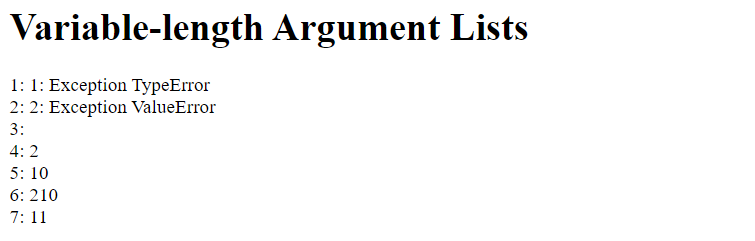 Variable-length Argument Lists
1: 1: Exception TypeError
2: 2: Exception ValueError
3:
4: 2
5: 10
6: 210
7: 11